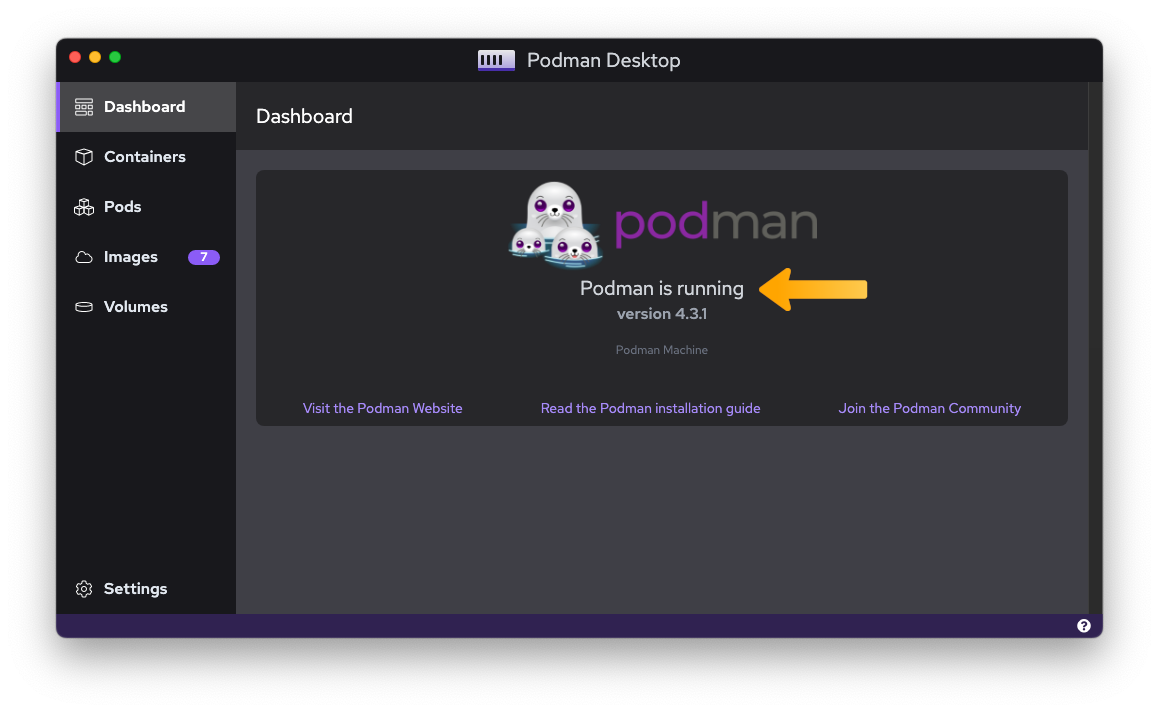 Podman Desktop
Dashboard
Containers
Pods
Images 7
Volumes
Settings
Dashboard
podman
Podman is running
version 4.3.1
Podman Machine
Visit the Podman Website
Read the Podman installation guide
Join the Podman Community
?